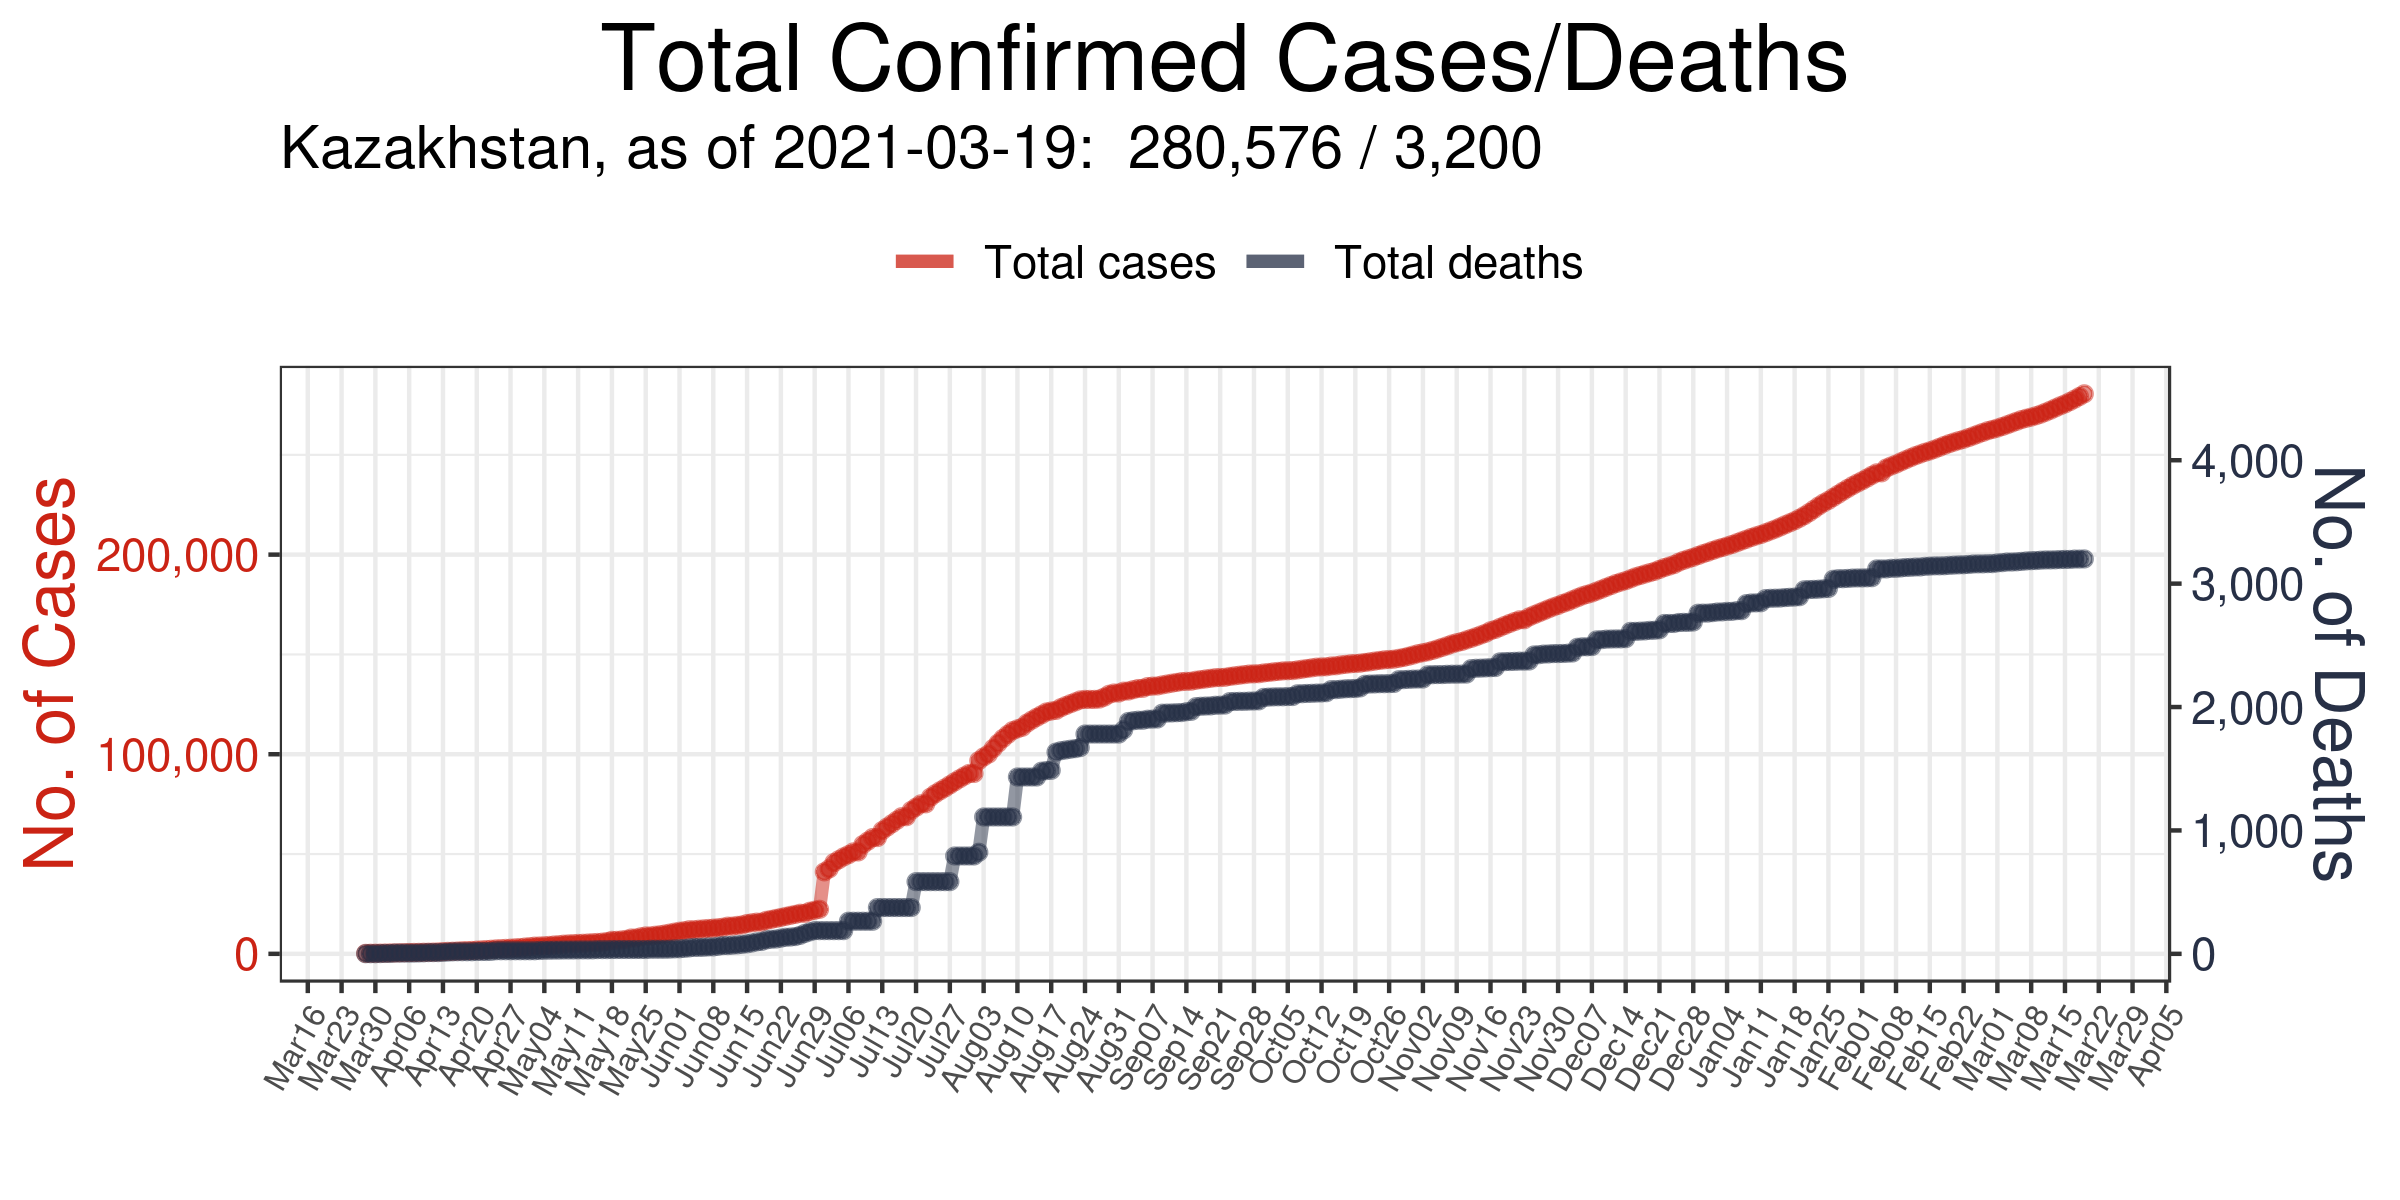 Total Confirmed Cases/Deaths
Kazakhstan, as of 2021-03-19:  280,576 / 3,200
Total cases
Total deaths
No. of Cases
200,000
100,000
0
4,000
3,000
2,000
1,000
0
No. of Deaths
Mar16
Mar23
Mar30
Apr06
Apr13
Apr20
Apr27
May04
May11
May18
May25
Jun01
Jun08
Jun15
Jun22
Jun29
Jul06
Jul13
Jul20
Jul27
Aug03
Aug10
Aug17
Aug24
Aug31
Sep07
Sep14
Sep21
Sep28
Oct05
Oct12
Oct19
Oct26
Nov02
Nov09
Nov16
Nov23
Nov30
Dec07
Dec14
Dec21
Dec28
Jan04
Jan11
Jan18
Jan25
Feb01
Feb08
Feb15
Feb22
Mar01
Mar08
Mar15
Mar22
Mar29
Apr05